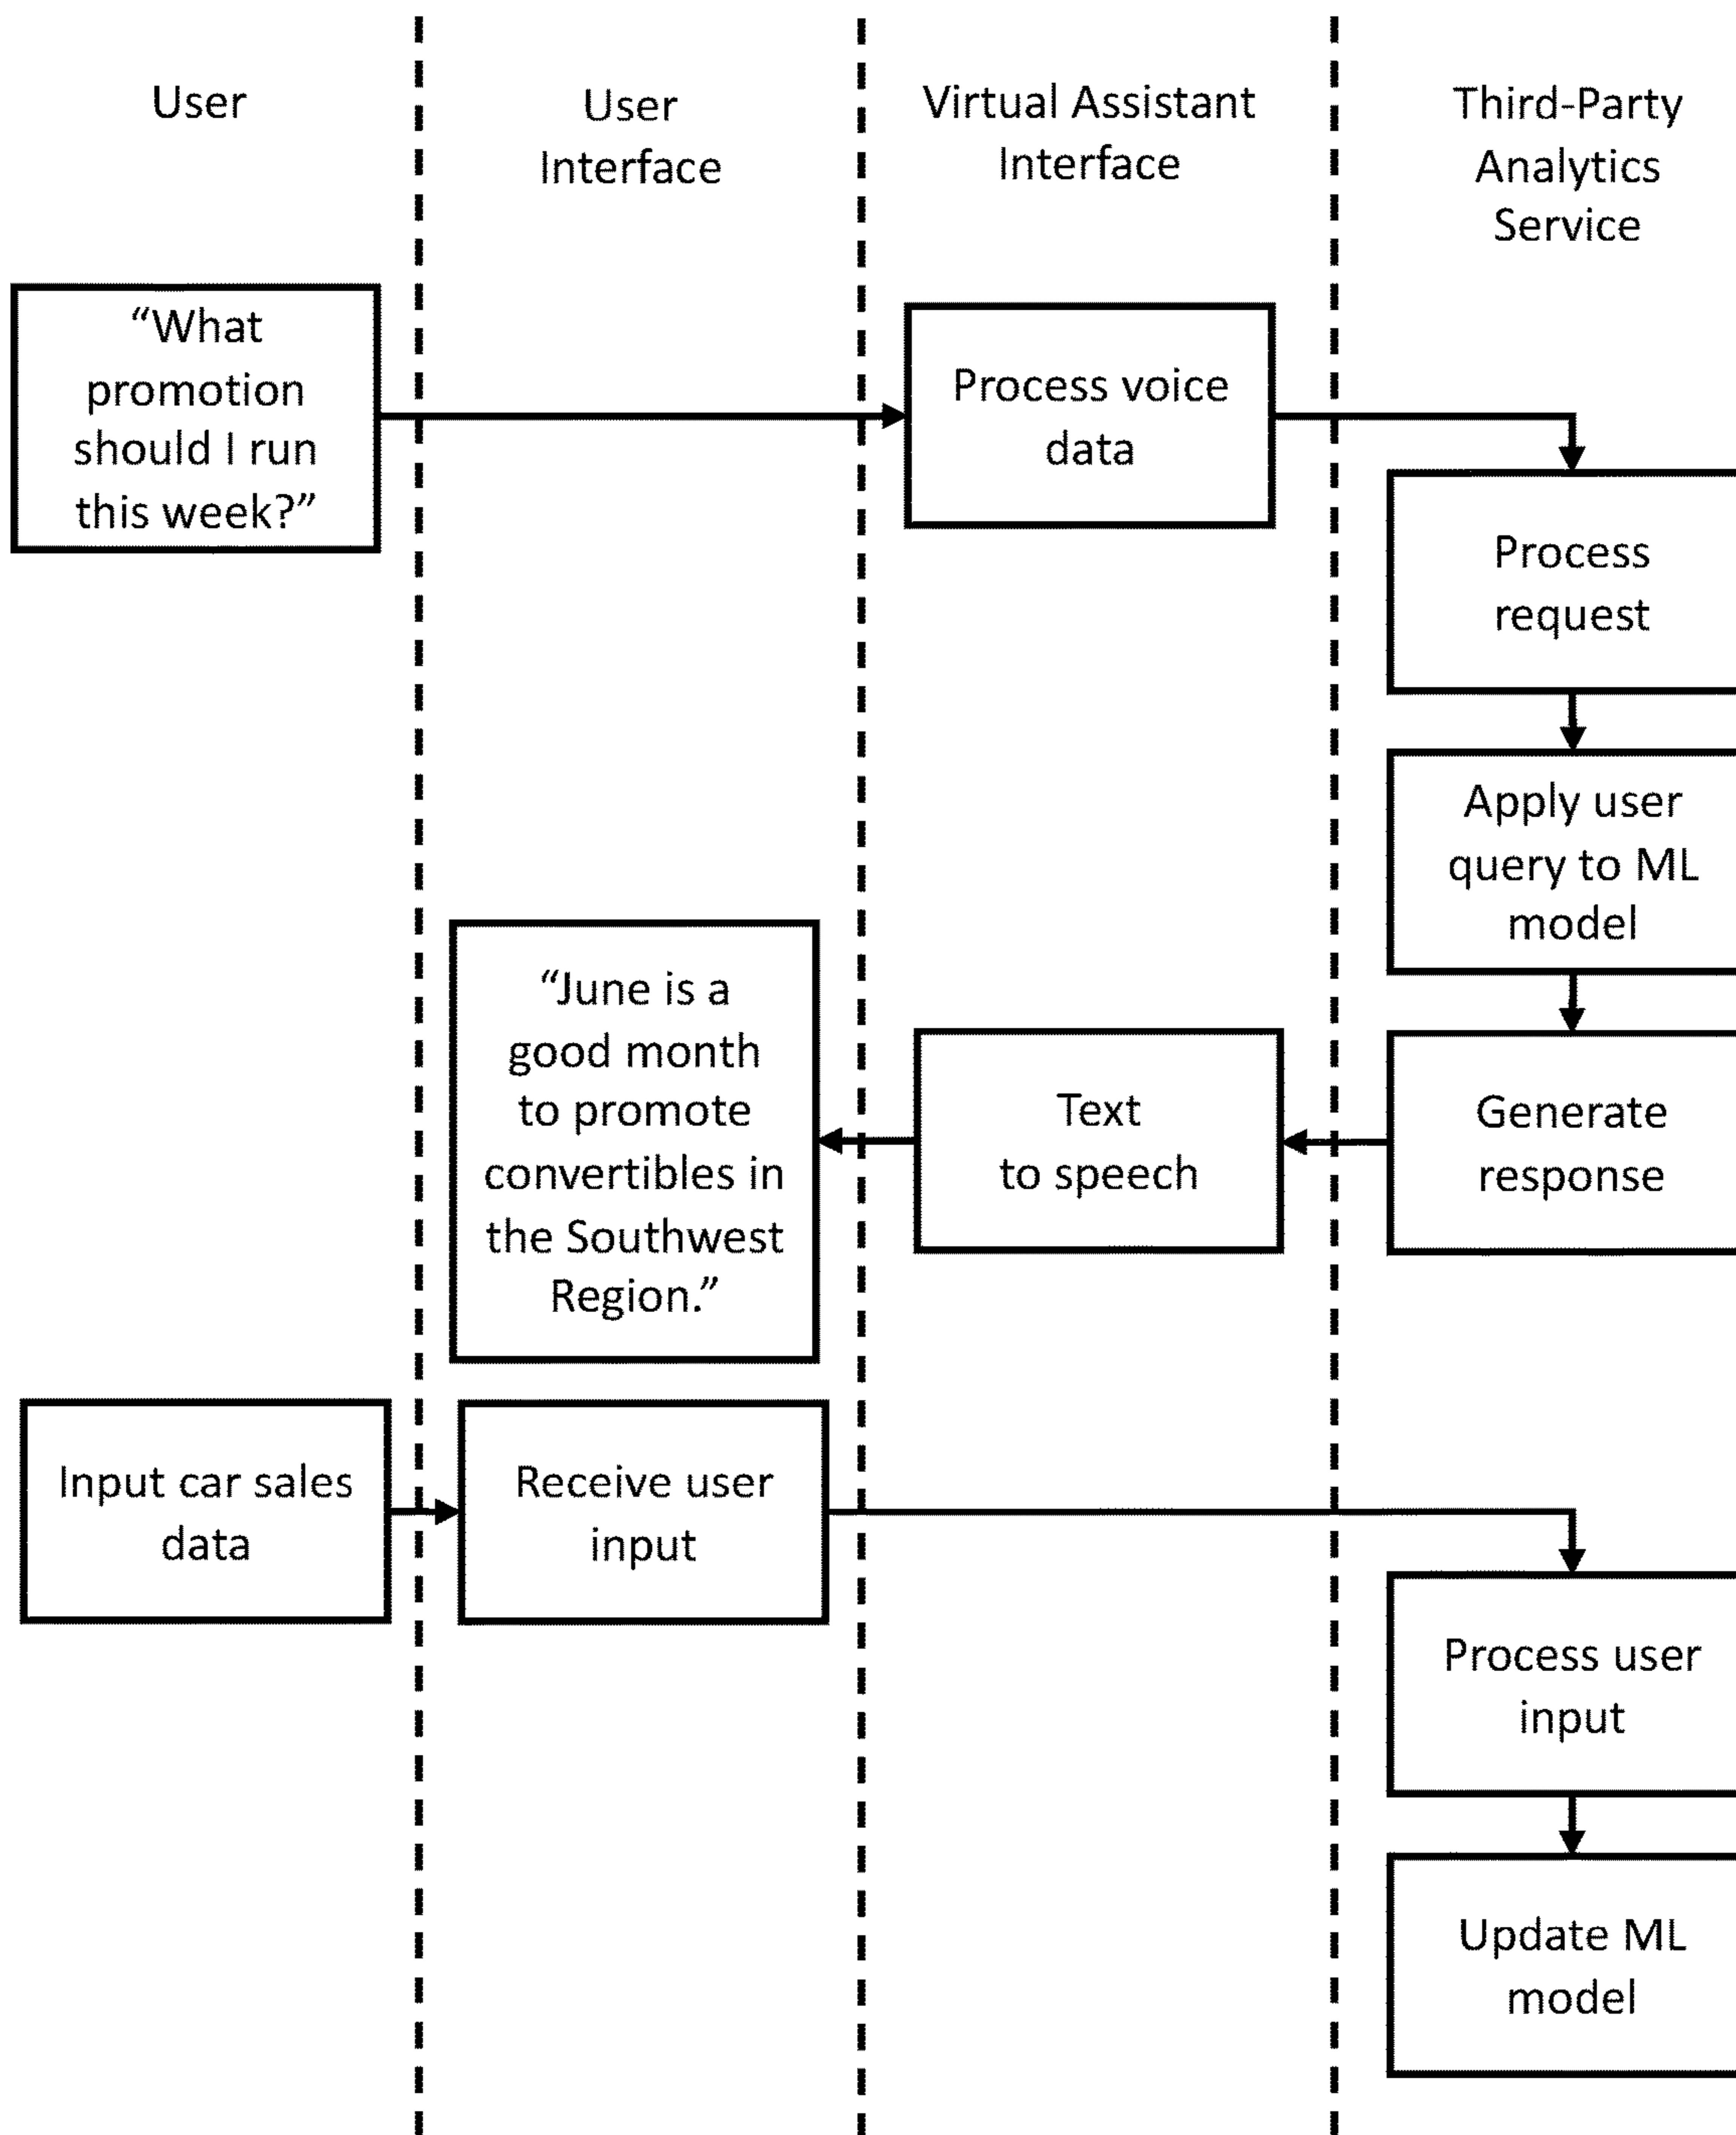 User
User
Interface
Virtual Assistant
Interface
Third-Party
Analytics
Service
“What
promotion
should I run
this week?”
Process voice
data
Process
request
Apply user
query to ML
model
“June is a
good month
to promote
convertibles in
the Southwest
Region.”
Text
to speech
Generate
response
Input car sales
data
Receive user
input
Process user
input
Update ML
model